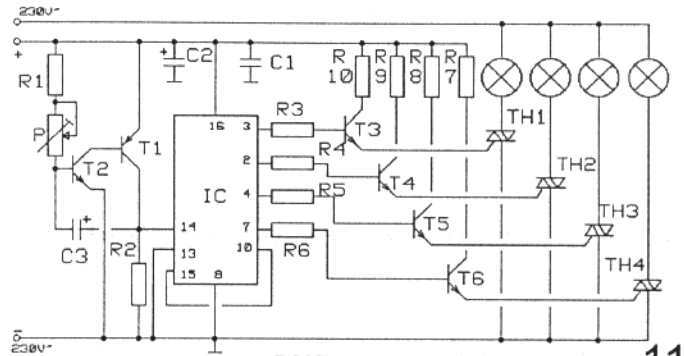 230V~
+
R1
P
T2
T1
C3
R2
C2
C1
IC
16
3
2
4
7
10
14
13
15
8
R3
R4
R5
R6
R 10
R 9
R 8
R 7
T3
T4
T5
T6
TH1
TH2
TH3
TH4
-
230V~